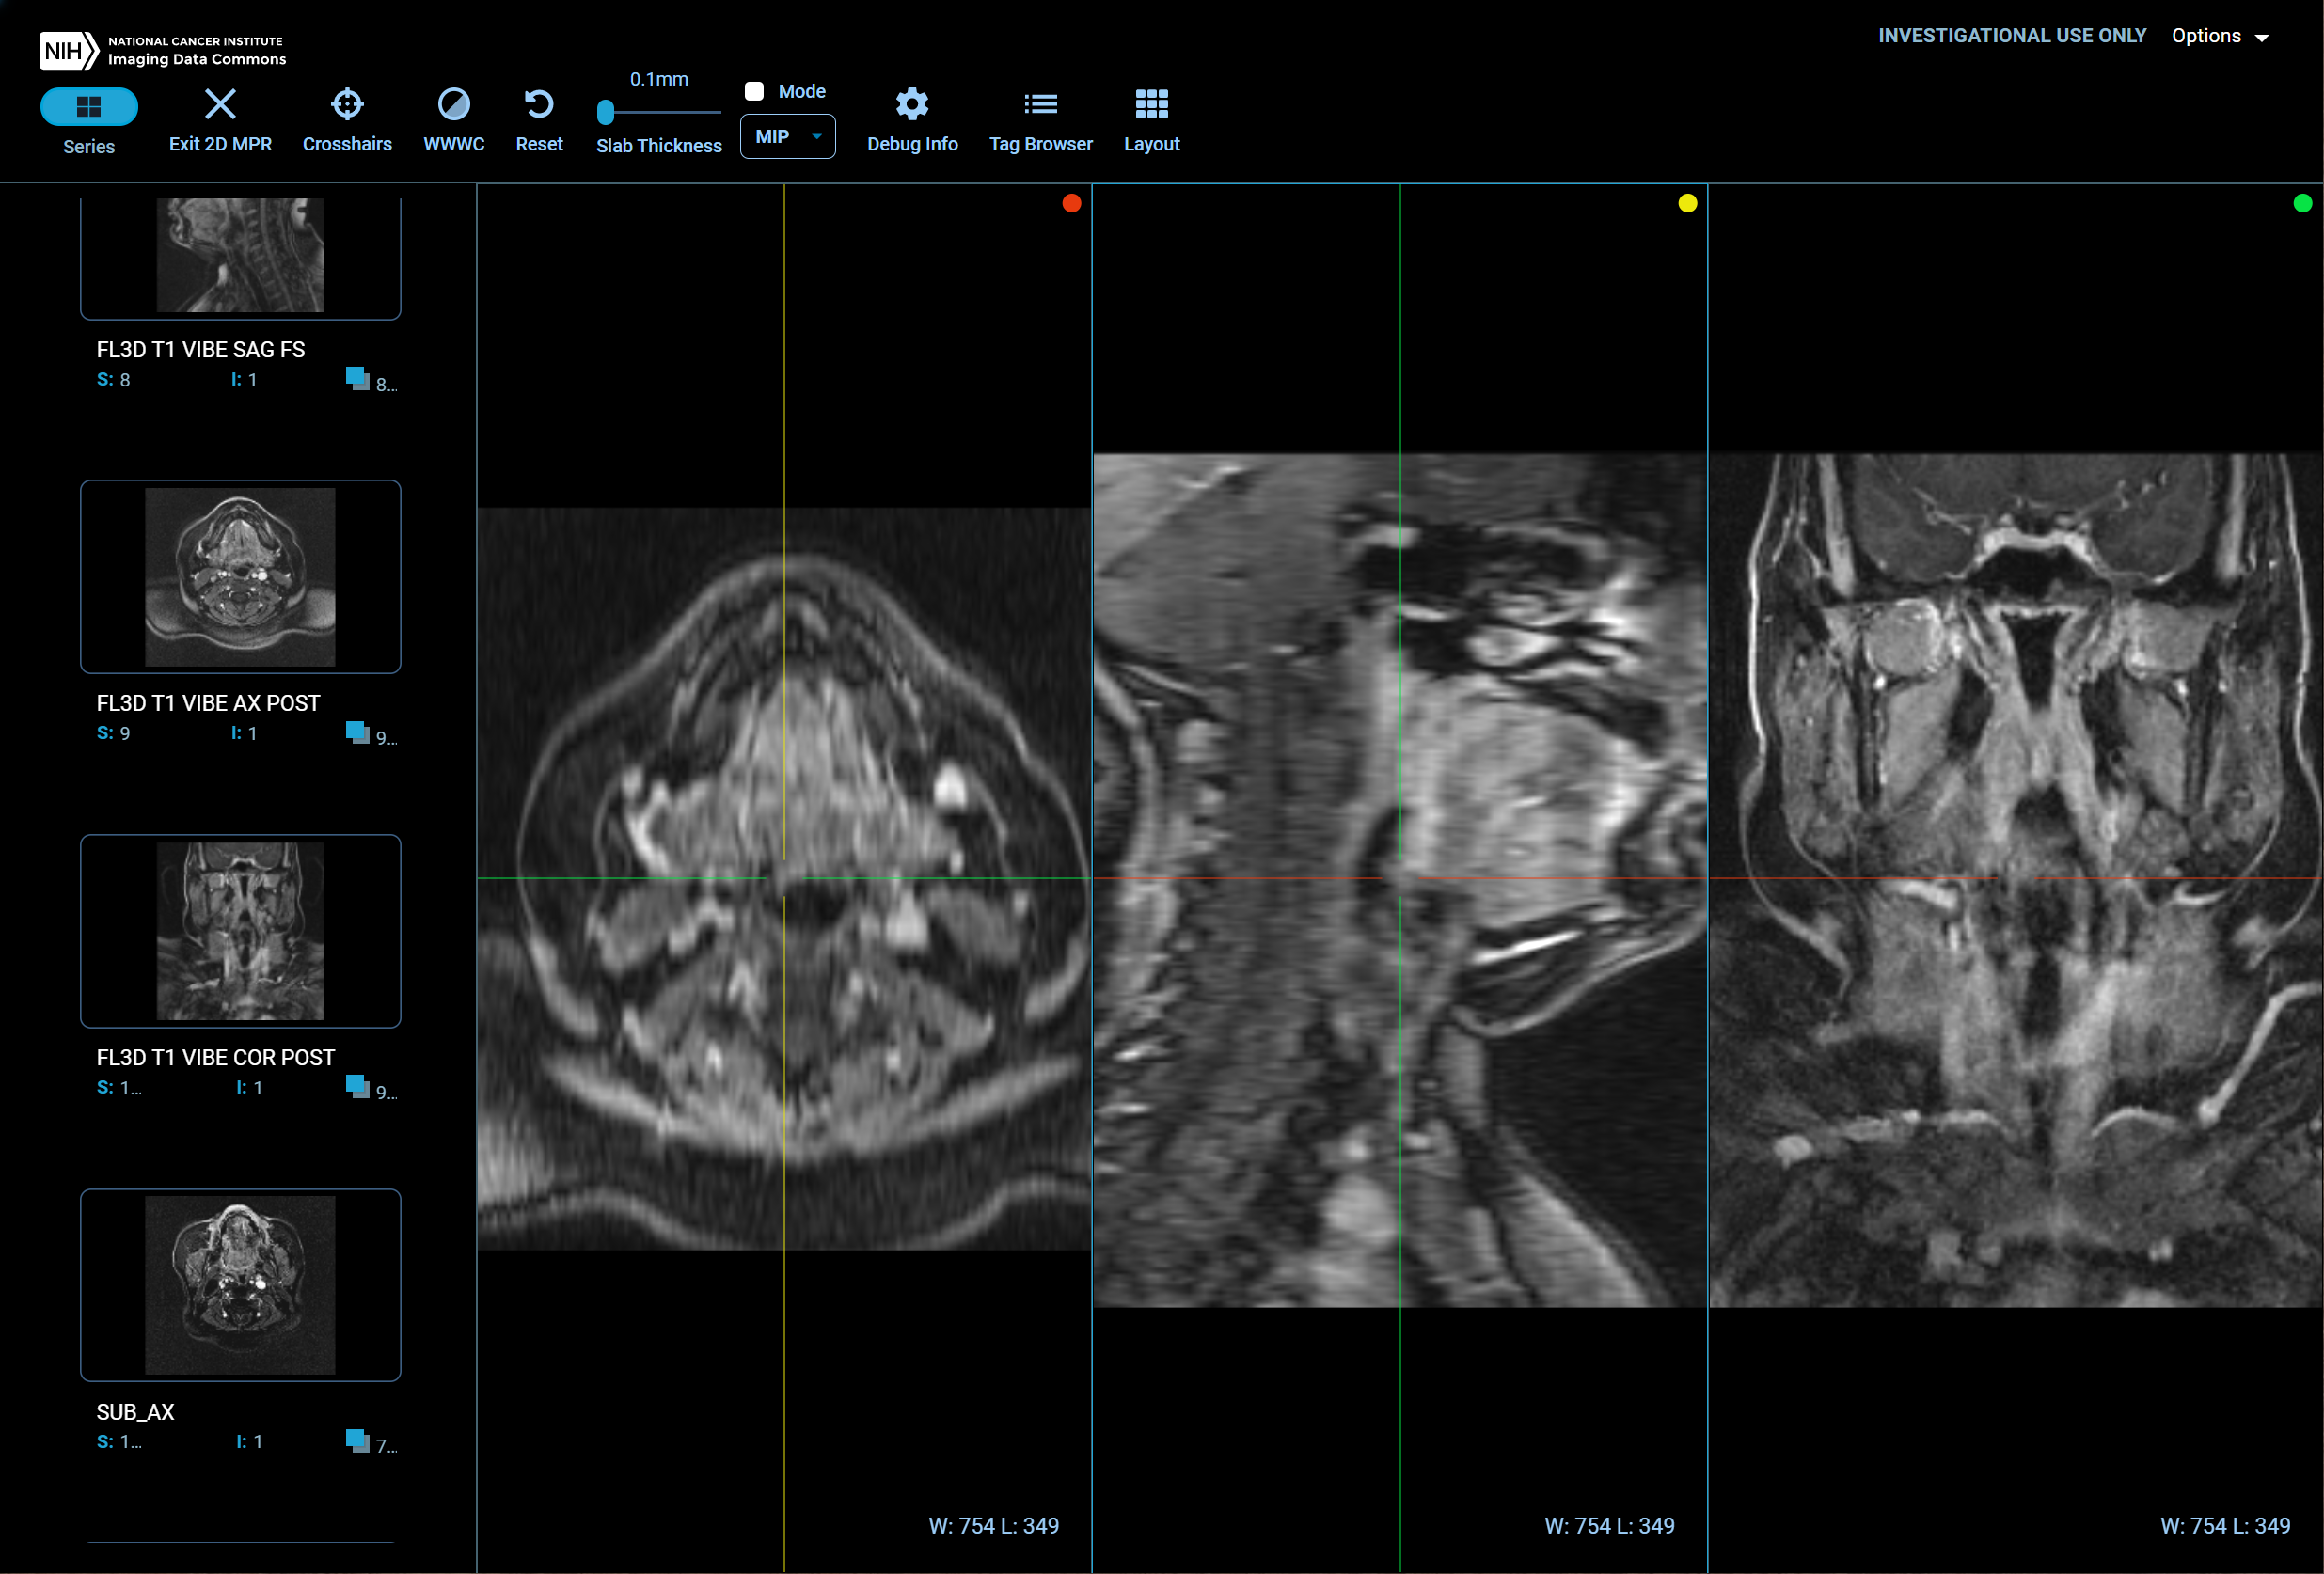 NIH NATIONAL CANCER INSTITUTE
Imaging Data Commons
INVESTIGATIONAL USE ONLY Options
Series
Exit 2D MPR
Crosshairs
WWWC
Reset
0.1mm
Slab Thickness
Mode
MIP
Debug Info
Tag Browser
Layout
FL3D T1 VIBE SAG FS
S: 8 I: 1 8...
FL3D T1 VIBE AX POST
S: 9 I: 1 9...
FL3D T1 VIBE COR POST
S: 1... I: 1 9...
SUB_AX
S: 1... I: 1 7...
W: 754 L: 349
W: 754 L: 349
W: 754 L: 349